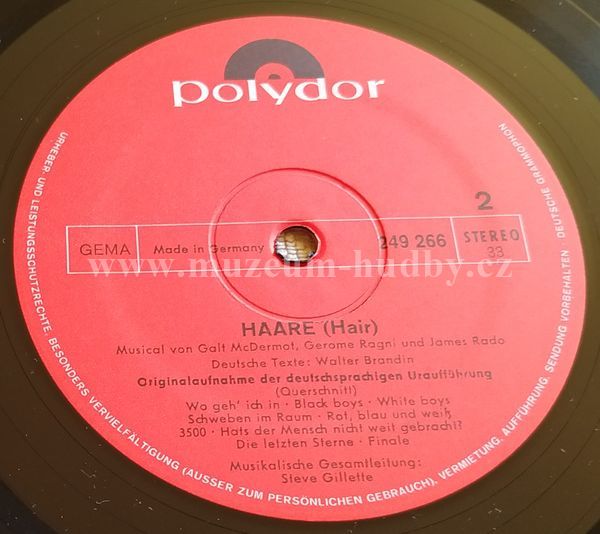 polydor
2
GEMA
Made in Germany
249 266
STEREO
33
www.muzeum-hudby.cz
HAARE (Hair)
Musical von Galt McDermot, Gerome Ragni und James Rado
Deutsche Texte: Walter Brandin
Originalaufnahme der deutschsprachigen Uraufführung
(Querschnitt)
Wo geh' ich in · Black boys · White boys
Schweben im Raum · Rot, blau und weiß
3500 · Hats der Mensch nicht weit gebracht?
Die letzten Sterne · Finale
Musikalische Gesamtleitung:
Steve Gillette
URHEBER- UND LEISTUNGSSCHUTZRECHTE, BESONDERS VERVIELFÄLTIGUNG (AUSSER ZUM PERSÖNLICHEN GEBRAUCH), VERMIETUNG, AUFFÜHRUNG, SENDUNG VORBEHALTEN DEUTSCHE GRAMMOPHON